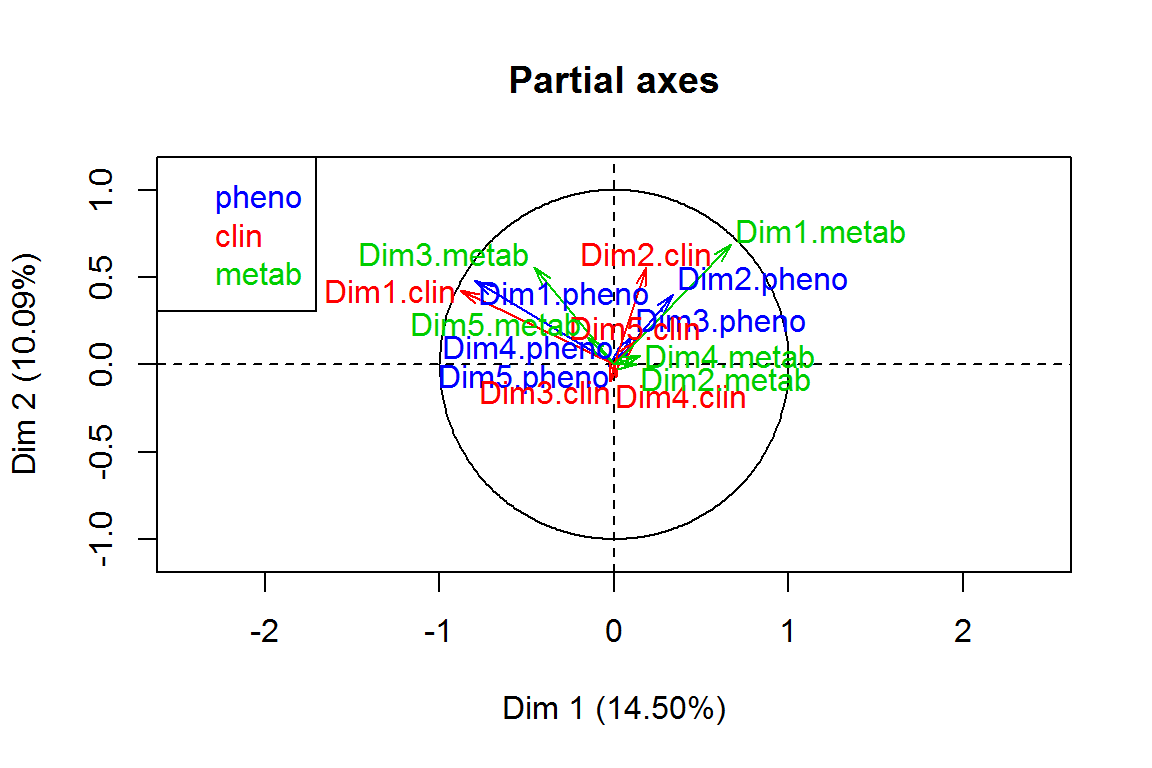 Partial axes
pheno
clin
metab
Dim 2 (10.09%)
1.0
0.5
0.0
-0.5
-1.0
Dim1.metab
Dim3.metab
Dim2.clin
Dim2.pheno
Dim1.clin
Dim1.pheno
Dim5.metab
Dim5.clin
Dim3.pheno
Dim4.pheno
Dim4.metab
Dim5.pheno
Dim2.metab
Dim3.clin
Dim4.clin
-2
-1
0
1
2
Dim 1 (14.50%)